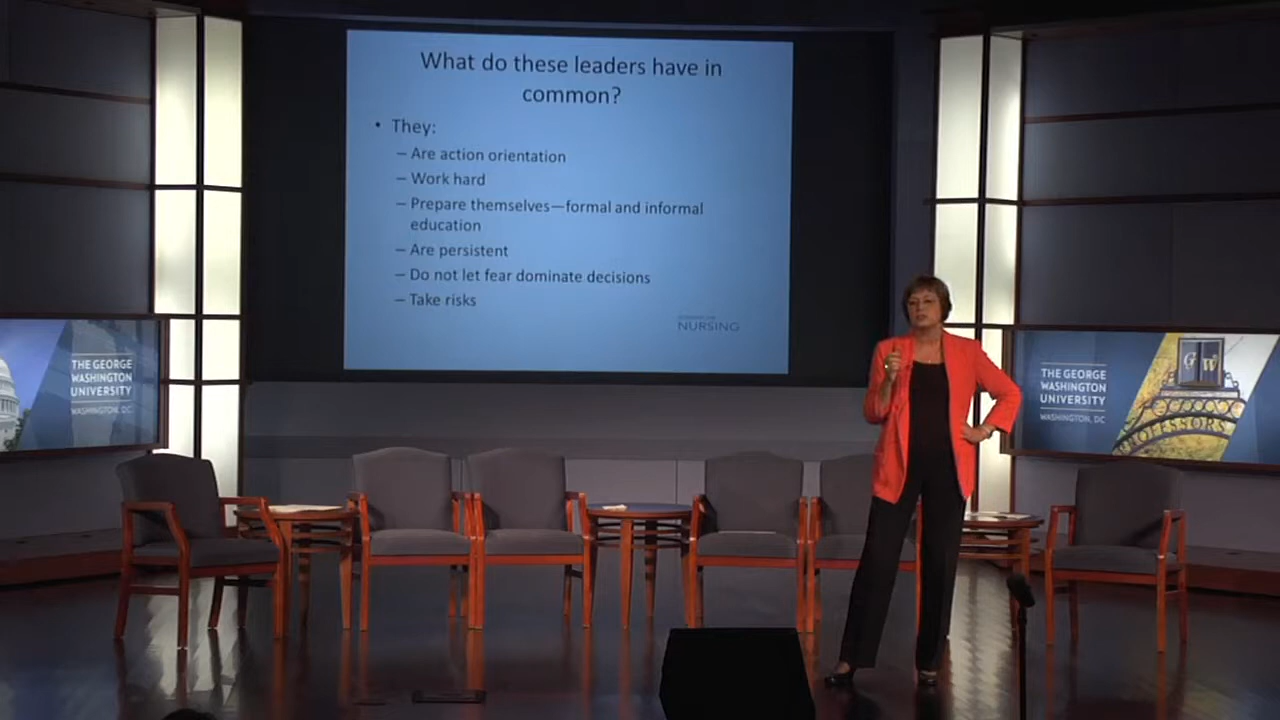 What do these leaders have in
common?
• They:
– Are action orientation
– Work hard
– Prepare themselves—formal and informal
education
– Are persistent
– Do not let fear dominate decisions
– Take risks
NURSING
THE GEORGE
WASHINGTON
UNIVERSITY
WASHINGTON, DC
THE GEORGE
WASHINGTON
UNIVERSITY
WASHINGTON, DC
G W
PROFESSORS